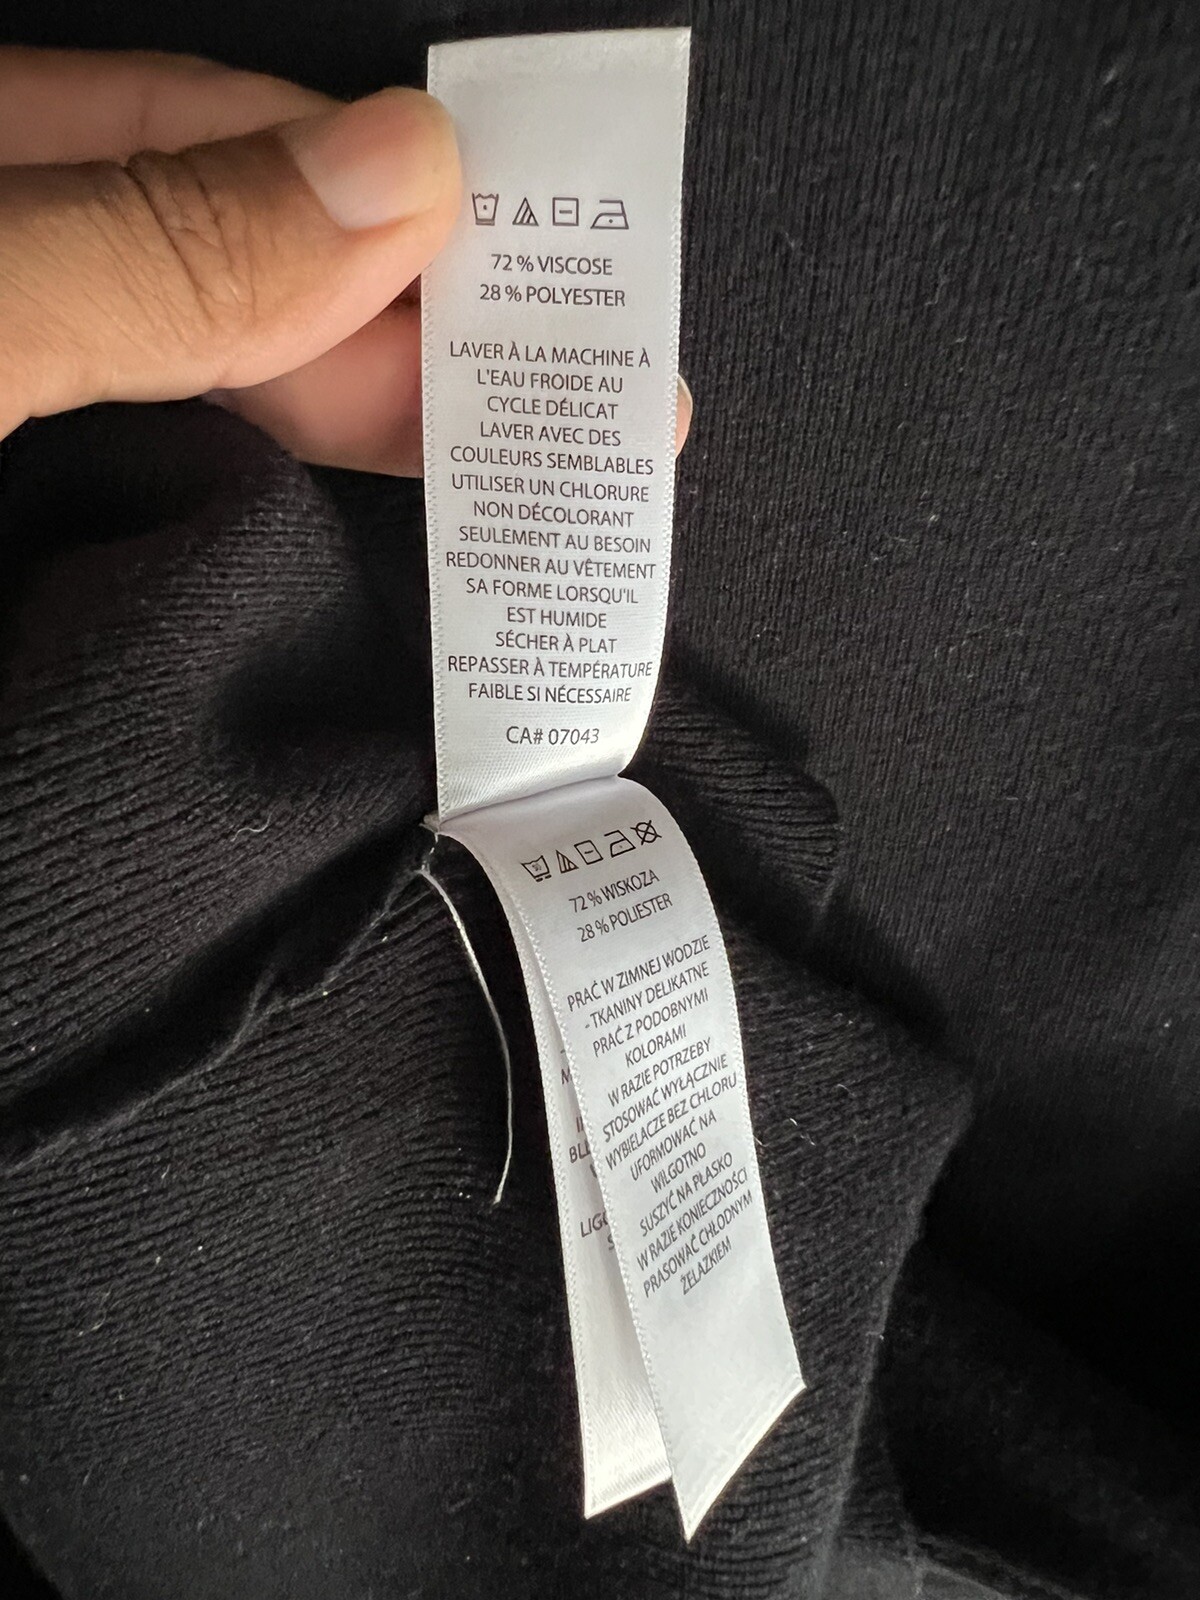 72 % VISCOSE
28 % POLYESTER
LAVER À LA MACHINE À
L'EAU FROIDE AU
CYCLE DÉLICAT
LAVER AVEC DES
COULEURS SEMBLABLES
UTILISER UN CHLORURE
NON DÉCOLORANT
SEULEMENT AU BESOIN
REDONNER AU VÊTEMENT
SA FORME LORSQU'IL
EST HUMIDE
SÉCHER À PLAT
REPASSER À TEMPÉRATURE
FAIBLE SI NÉCESSAIRE
CA# 07043
72 % WISKOZA
28 % POLIESTER
PRAĆ W ZIMNEJ WODZIE
- TKANINY DELIKATNE
PRAĆ Z PODOBNYMI
KOLORAMI
W RAZIE POTRZEBY
STOSOWAĆ WYŁĄCZNIE
WYBIELACZE BEZ CHLORU
UFORMOWAĆ NA
WILGOTNO
SUSZYĆ NA PŁASKO
W RAZIE KONIECZNOŚCI
PRASOWAĆ CHŁODNYM
ŻELAZKIEM